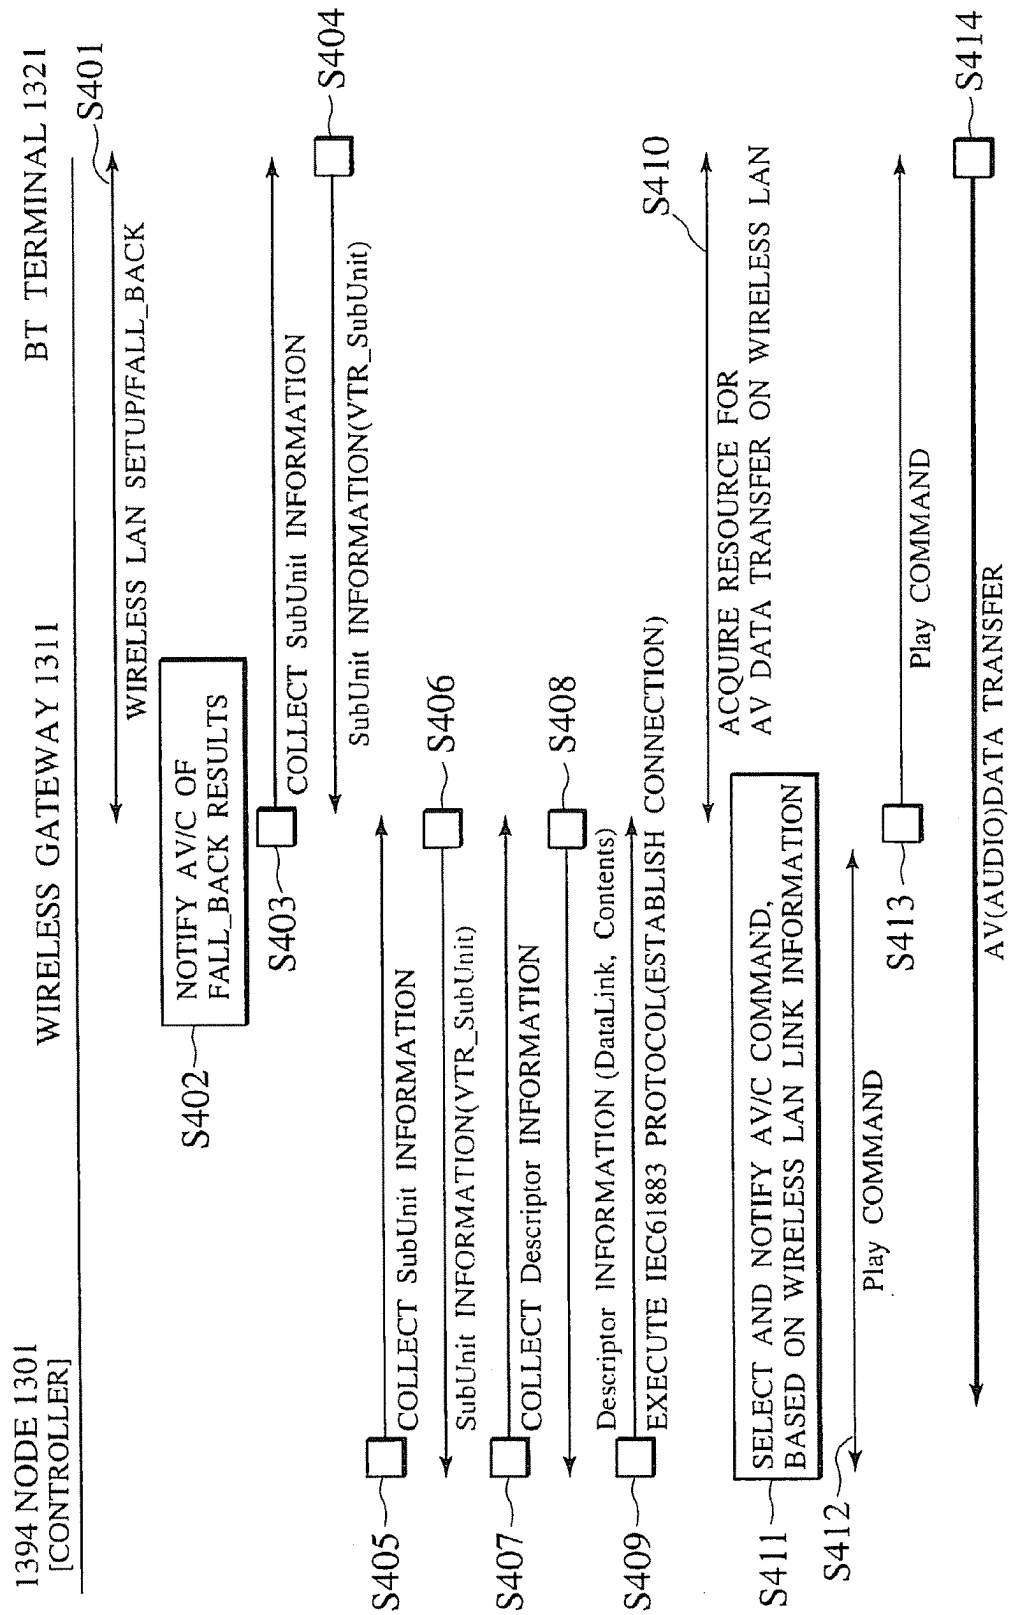 1394 NODE 1301
[CONTROLLER]
WIRELESS GATEWAY 1311
BT TERMINAL 1321
S401
WIRELESS LAN SETUP/FALL_BACK
S402
NOTIFY AV/C OF
FALL_BACK RESULTS
S403
COLLECT SubUnit INFORMATION
S404
SubUnit INFORMATION(VTR_SubUnit)
S405
COLLECT SubUnit INFORMATION
S406
SubUnit INFORMATION(VTR_SubUnit)
S407
COLLECT Descriptor INFORMATION
S408
Descriptor INFORMATION (DataLink, Contents)
S409
EXECUTE IEC61883 PROTOCOL(ESTABLISH CONNECTION)
S410
ACQUIRE RESOURCE FOR
AV DATA TRANSFER ON WIRELESS LAN
S411
SELECT AND NOTIFY AV/C COMMAND,
BASED ON WIRELESS LAN LINK INFORMATION
S412
Play COMMAND
S413
Play COMMAND
S414
AV(AUDIO)DATA TRANSFER